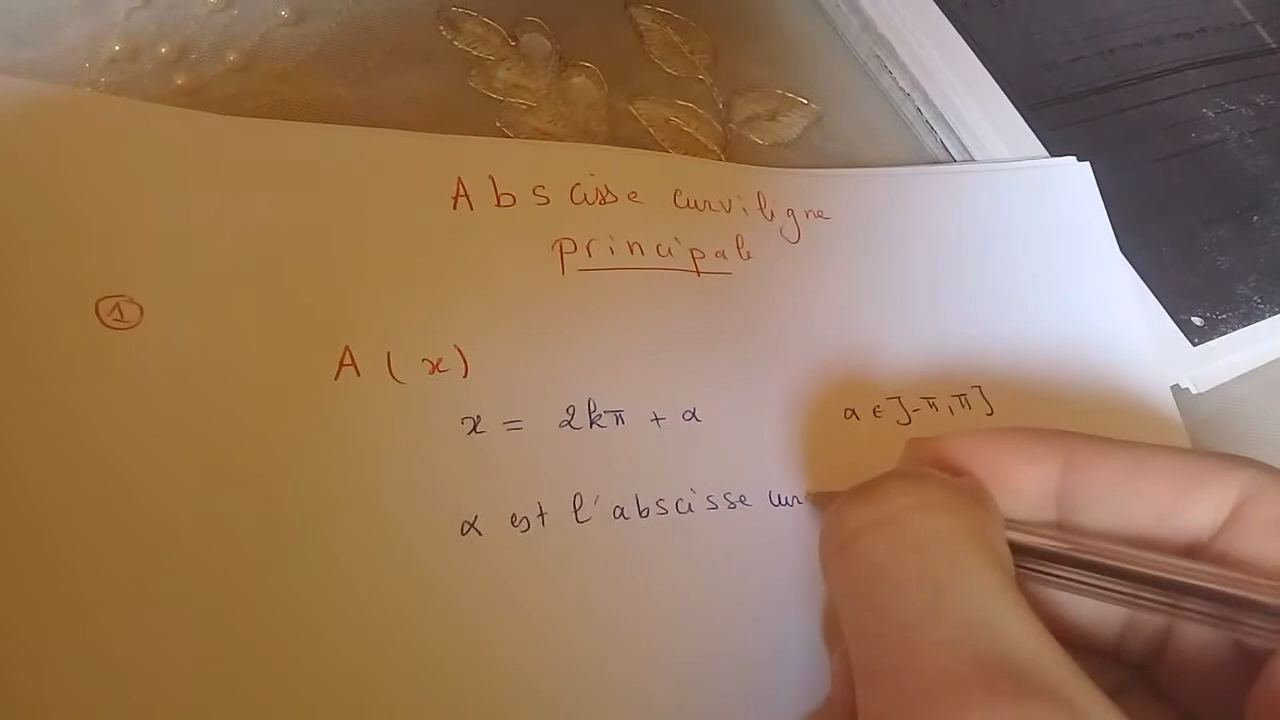 Abscisse curviligne
principale
1
A(x)
x = 2kπ + α
α ∈ ]-π, π]
α est l'abscisse cur